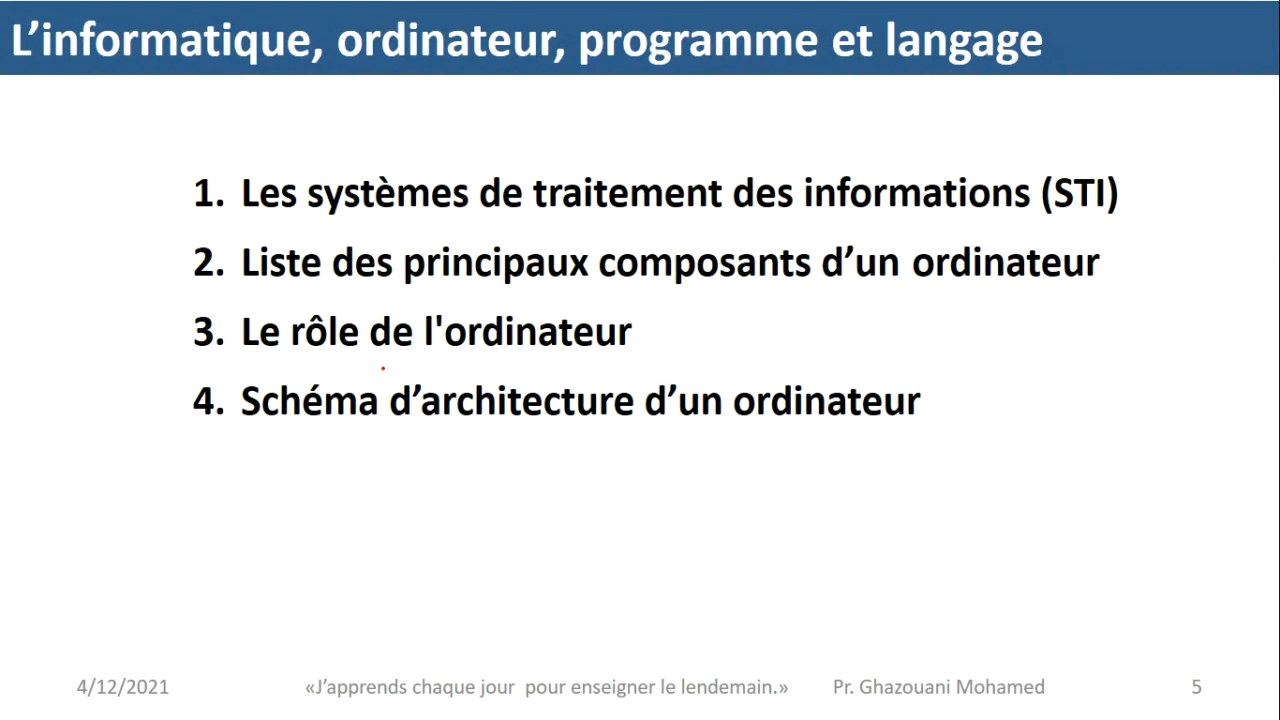 L’informatique, ordinateur, programme et langage
1. Les systèmes de traitement des informations (STI)
2. Liste des principaux composants d’un ordinateur
3. Le rôle de l'ordinateur
4. Schéma d’architecture d’un ordinateur
4/12/2021 «J’apprends chaque jour pour enseigner le lendemain.» Pr. Ghazouani Mohamed 5